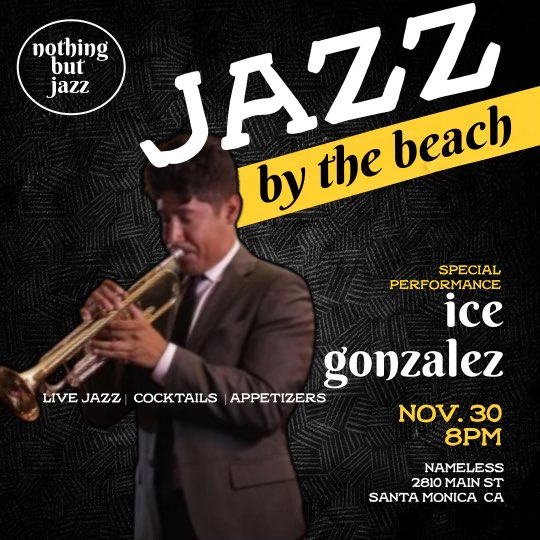 nothing
but
jazz
JAZZ
by the beach
SPECIAL
PERFORMANCE
ice
gonzalez
LIVE JAZZ | COCKTAILS | APPETIZERS
NOV. 30
8PM
NAMELESS
2810 MAIN ST
SANTA MONICA CA